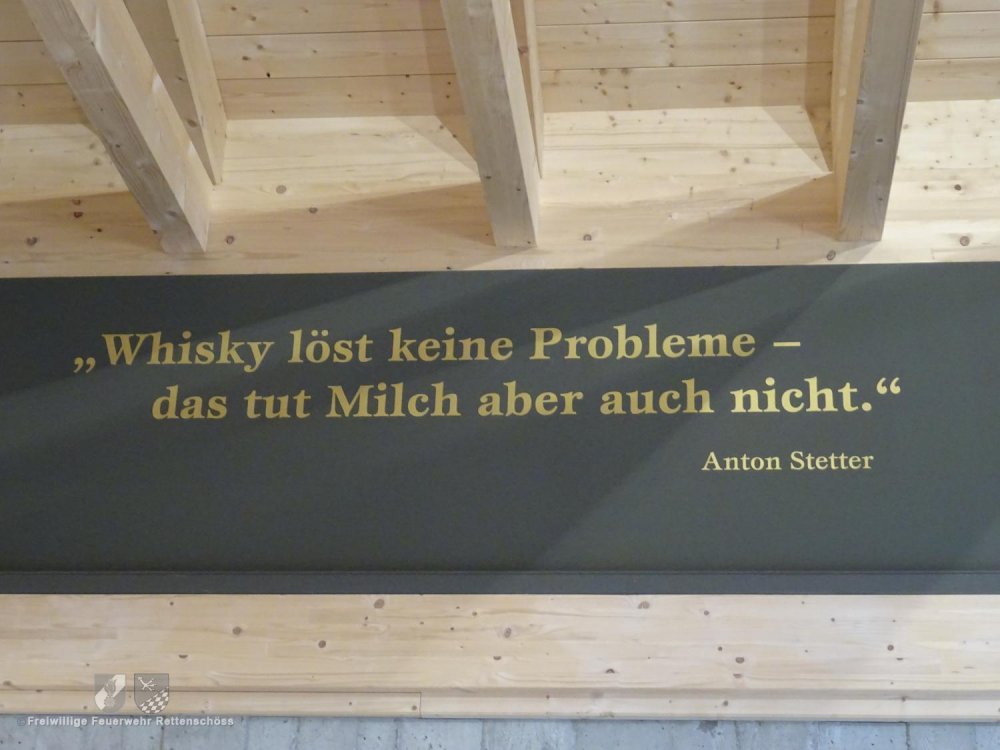 „Whisky löst keine Probleme –
das tut Milch aber auch nicht.“
Anton Stetter
© Freiwillige Feuerwehr Rettenschöss